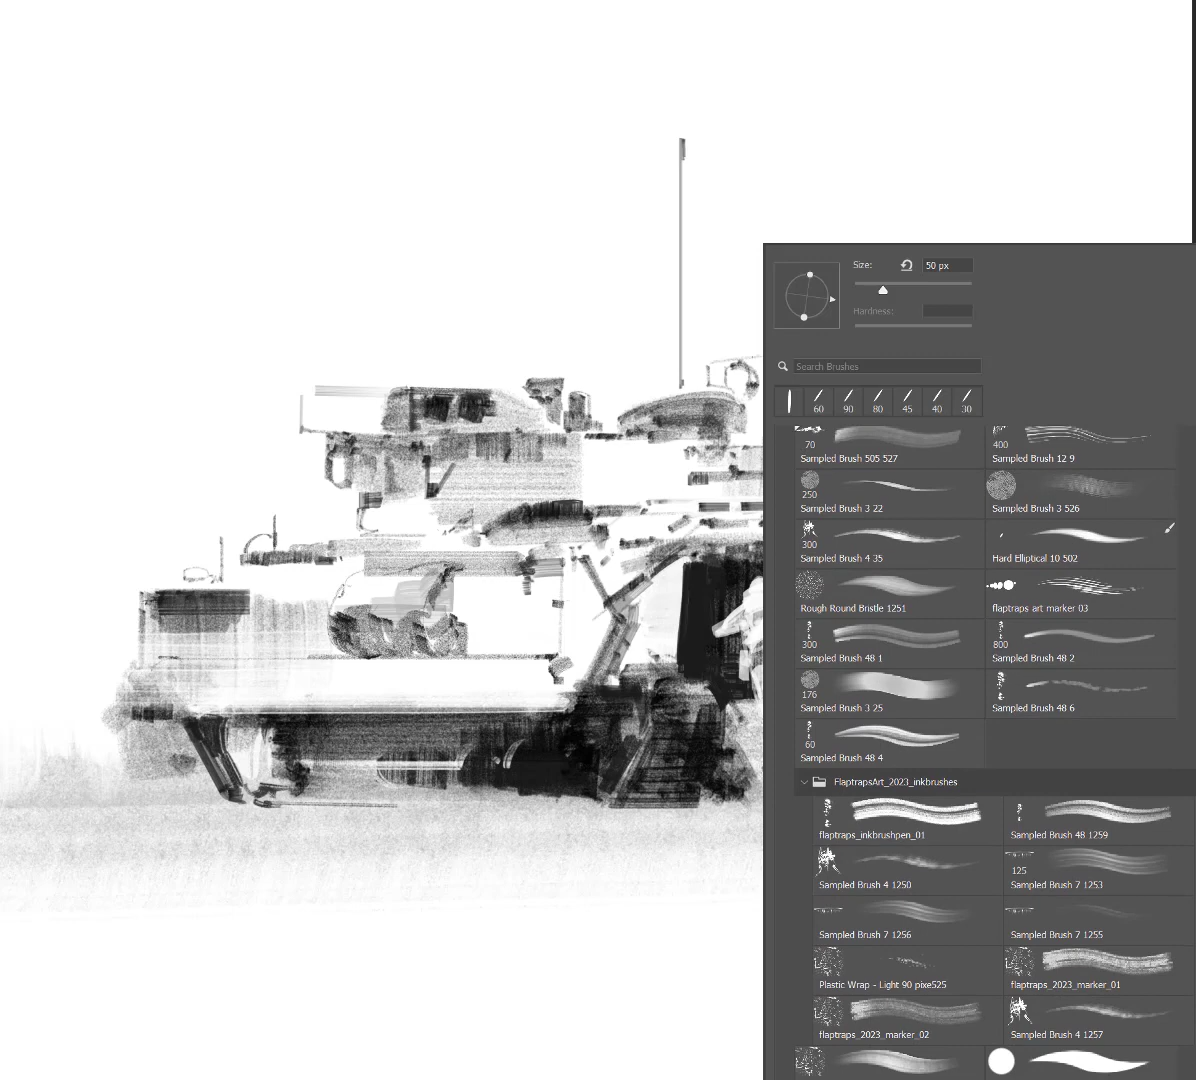 Size:
50 px
Hardness:
Search Brushes
60 90 80 45 40 30
70 400
Sampled Brush 505 527 Sampled Brush 12 9
250
Sampled Brush 3 22 Sampled Brush 3 526
300
Sampled Brush 4 35 Hard Elliptical 10 502
Rough Round Bristle 1251 flaptraps art marker 03
300 800
Sampled Brush 48 1 Sampled Brush 48 2
176
Sampled Brush 3 25 Sampled Brush 48 6
60
Sampled Brush 48 4
FlaptrapsArt_2023_inkbrushes
flaptraps_inkbrushpen_01 Sampled Brush 48 1259
125
Sampled Brush 4 1250 Sampled Brush 7 1253
Sampled Brush 7 1256 Sampled Brush 7 1255
Plastic Wrap - Light 90 pixe525 flaptraps_2023_marker_01
flaptraps_2023_marker_02 Sampled Brush 4 1257